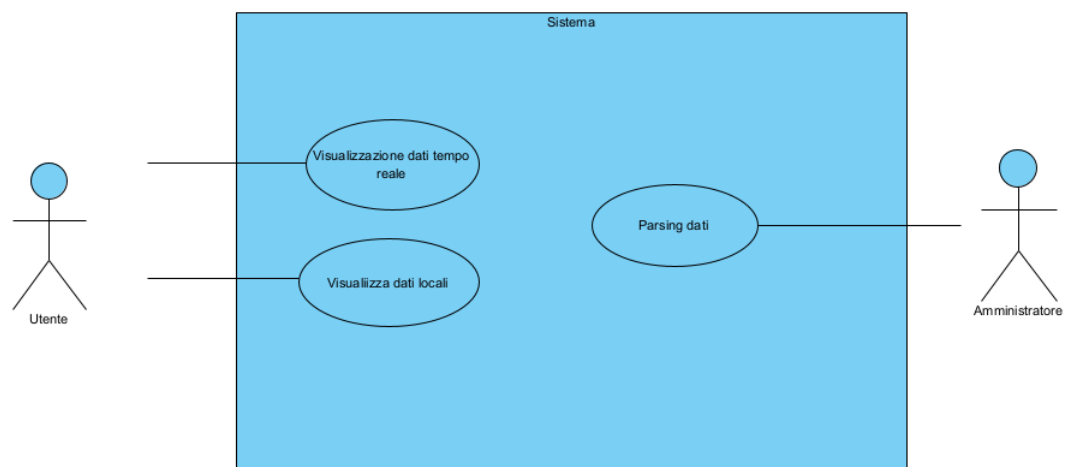 Sistema
Visualizzazione dati tempo
reale
Parsing dati
Visualiizza dati locali
Utente
Amministratore